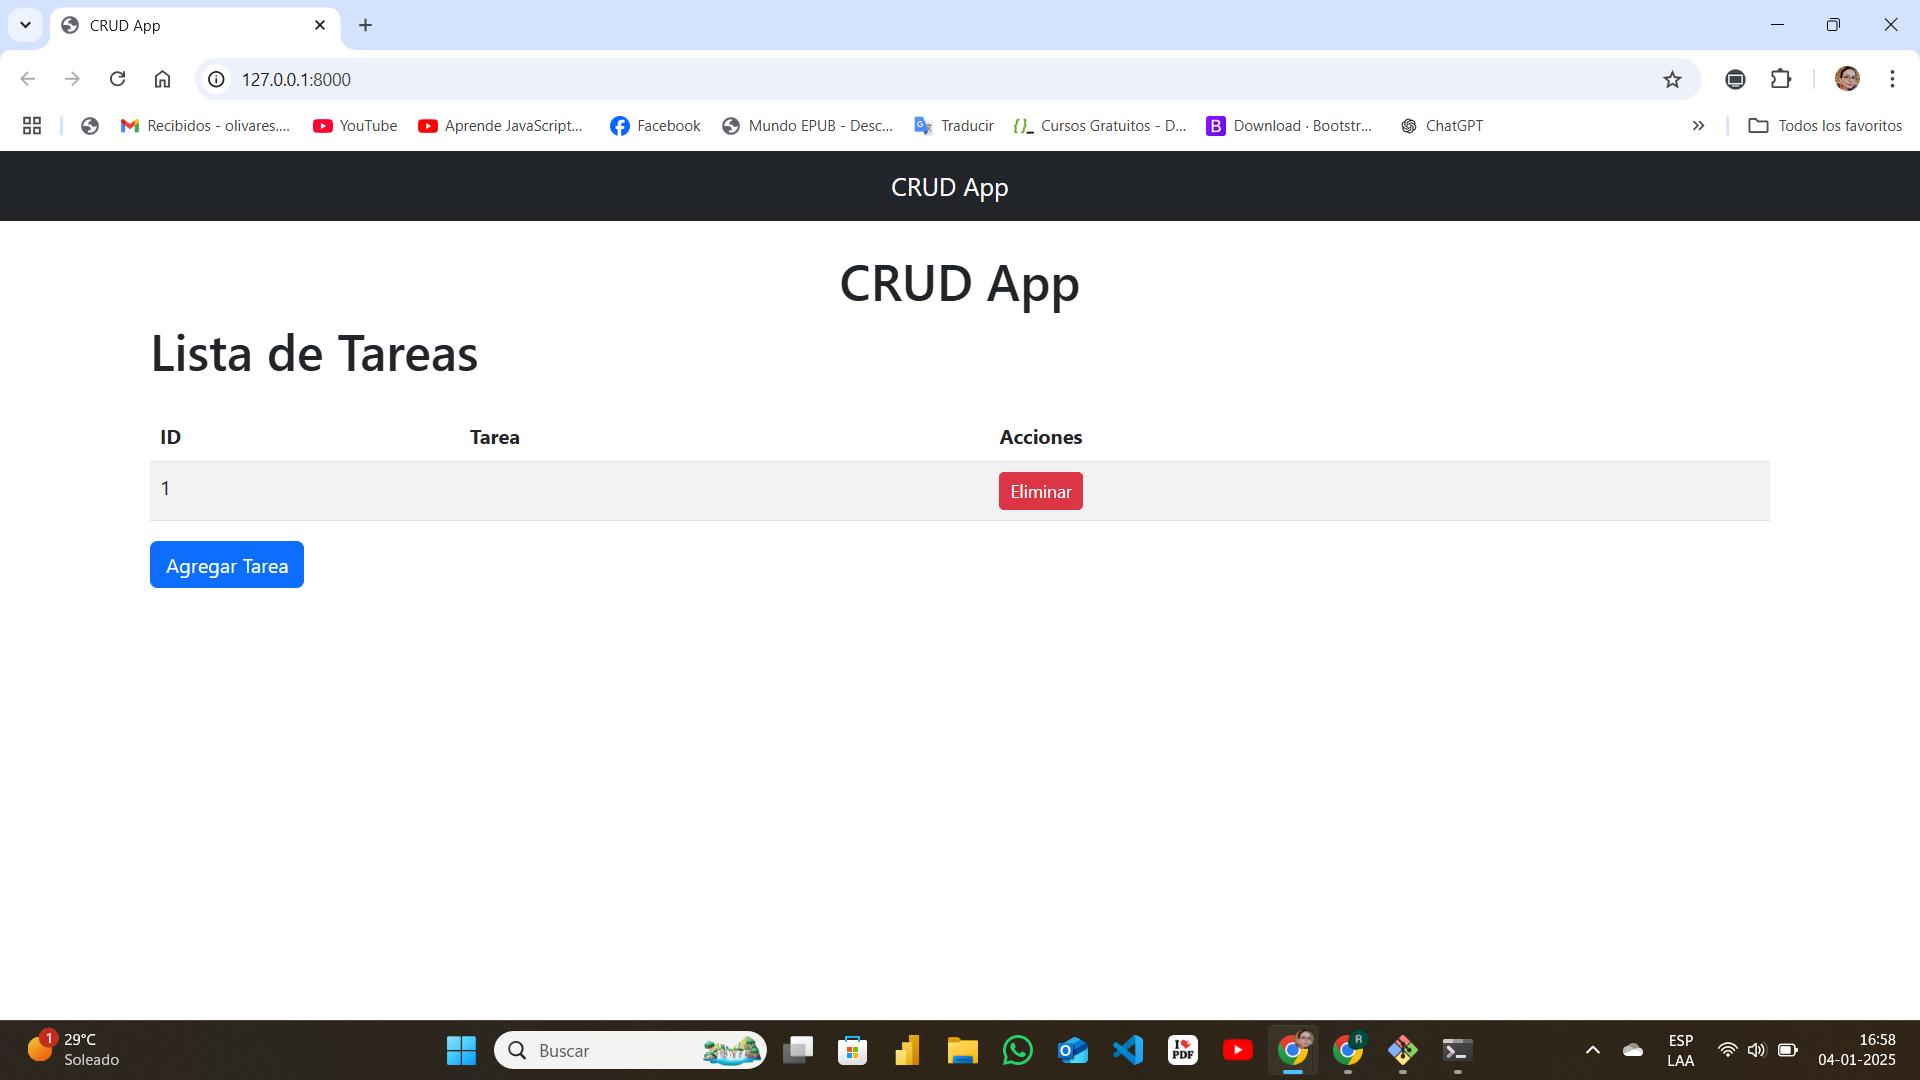 CRUD App
127.0.0.1:8000
Recibidos - olivares....
YouTube
Aprende JavaScript...
Facebook
Mundo EPUB - Desc...
Traducir
Cursos Gratuitos - D...
B
Download · Bootstr...
ChatGPT
Todos los favoritos
CRUD App
CRUD App
Lista de Tareas
ID Tarea Acciones
1 Eliminar
Agregar Tarea
1
29°C
Soleado
Buscar
I PDF
R
ESP
LAA
16:58
04-01-2025